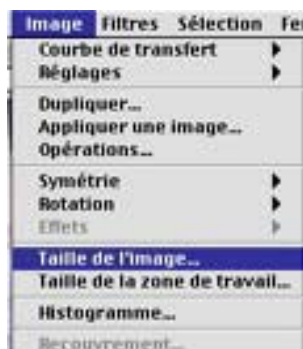 Image Filtres Sélection Fe
Courbe de transfert
Réglages
Dupliquer...
Appliquer une image...
Opérations...
Symétrie
Rotation
Effets
Taille de l'image...
Taille de la zone de travail...
Histogramme...
Recouvrement...